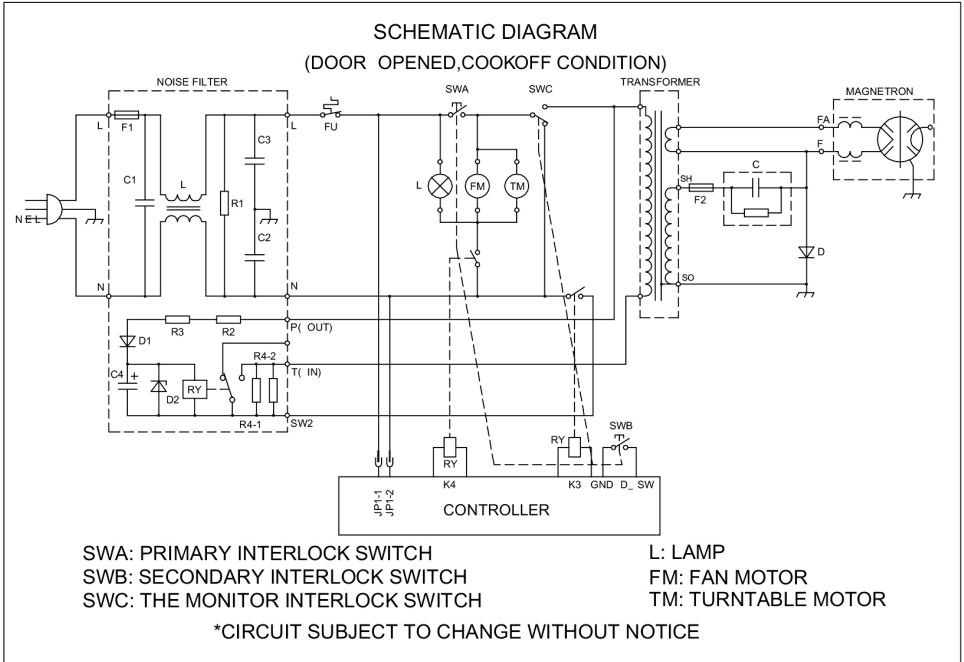 SCHEMATIC DIAGRAM
(DOOR OPENED,COOKOFF CONDITION)
NOISE FILTER
SWA
SWC
TRANSFORMER
MAGNETRON
L
F1
L
FU
FA
C3
F
C1
L
C
R1
L
FM
TM
SH
F2
N E L
C2
D
N
N
SO
P( OUT)
R3
R2
D1
R4-2
T( IN)
C4
+
D2
RY
R4-1
SW2
SWB
RY
RY
K4
K3
GND
D_ SW
JP1-1
JP1-2
CONTROLLER
SWA: PRIMARY INTERLOCK SWITCH
L: LAMP
SWB: SECONDARY INTERLOCK SWITCH
FM: FAN MOTOR
SWC: THE MONITOR INTERLOCK SWITCH
TM: TURNTABLE MOTOR
*CIRCUIT SUBJECT TO CHANGE WITHOUT NOTICE